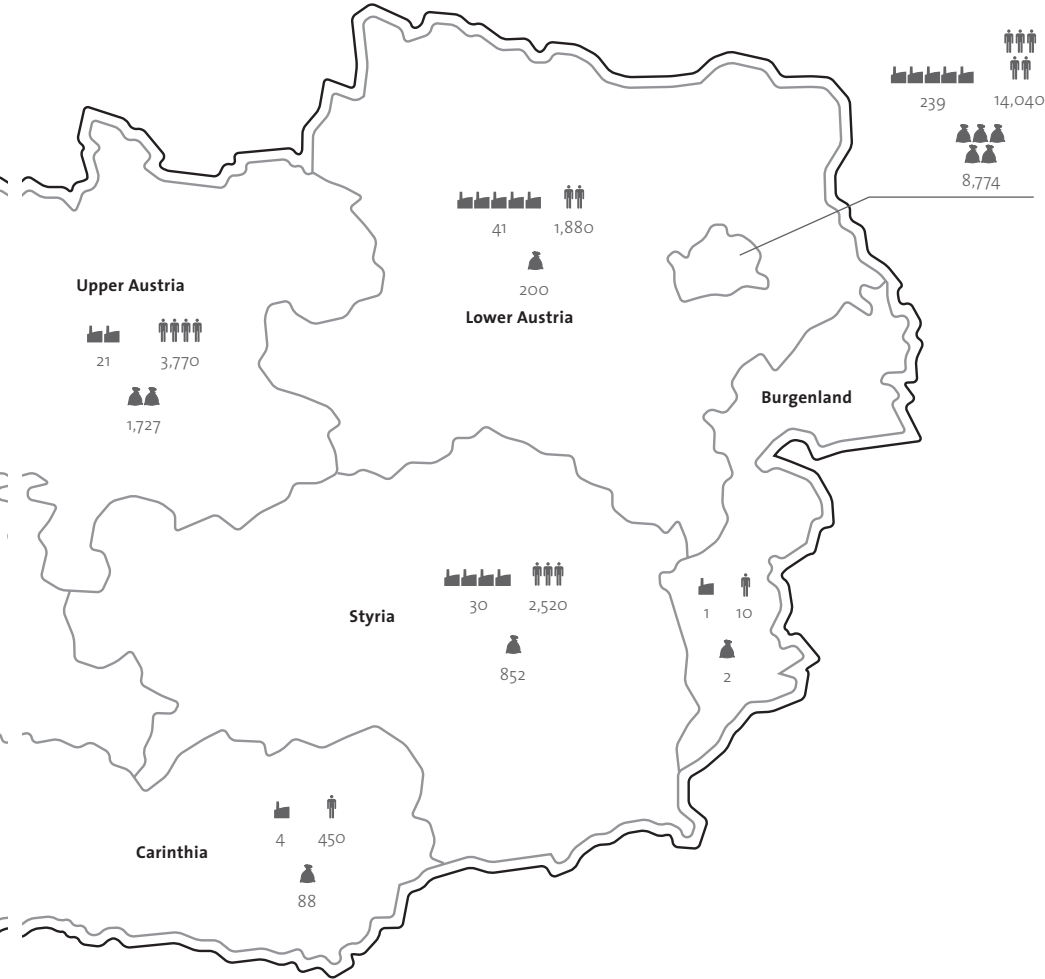 239 14,040
8,774
41 1,880
200
Lower Austria
Upper Austria
21 3,770
1,727
Burgenland
1 10
2
Styria
30 2,520
852
Carinthia
4 450
88